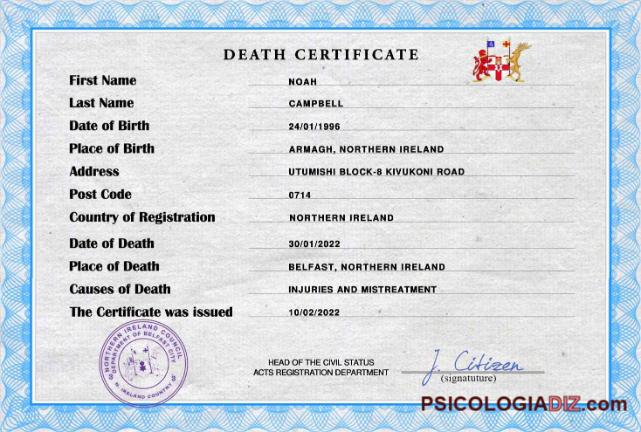 DEATH CERTIFICATE
First Name NOAH
Last Name CAMPBELL
Date of Birth 24/01/1996
Place of Birth ARMAGH, NORTHERN IRELAND
Address UTUMISHI BLOCK-8 KIVUKONI ROAD
Post Code 0714
Country of Registration NORTHERN IRELAND
Date of Death 30/01/2022
Place of Death BELFAST, NORTHERN IRELAND
Causes of Death INJURIES AND MISTREATMENT
The Certificate was issued 10/02/2022
NORTHERN IRELAND COUNCIL
DEPARTMENT OF BELFAST CITY
N. IRELAND COUNTRY
HEAD OF THE CIVIL STATUS
ACTS REGISTRATION DEPARTMENT
J. Citizen
(signatuture)
PSICOLOGIADIZ.com